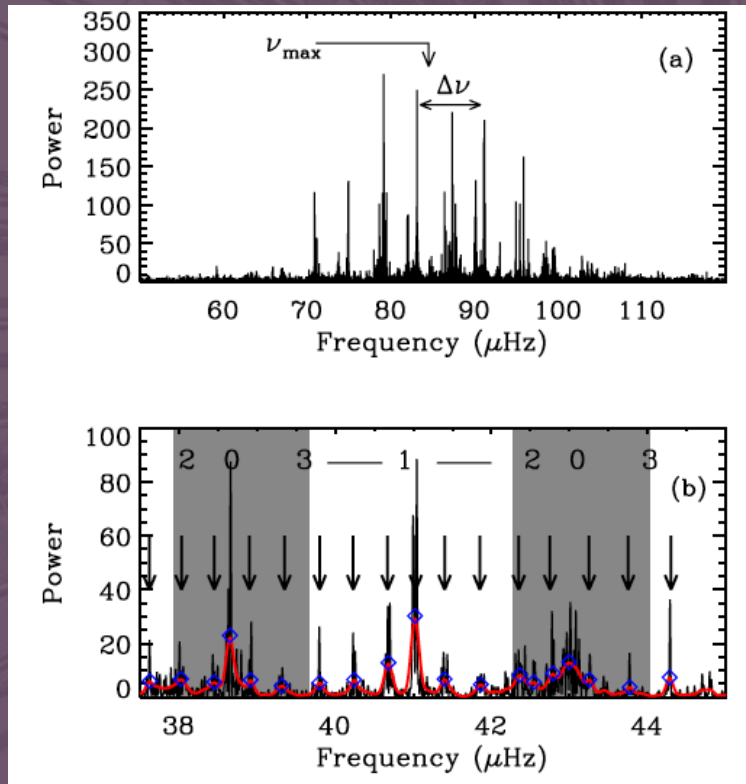 350
300
250
200
150
100
50
0
Power
ν_max
Δν
(a)
60 70 80 90 100 110
Frequency (μHz)
100
80
60
40
20
0
Power
2 0 3 — 1 — 2 0 3
(b)
38 40 42 44
Frequency (μHz)